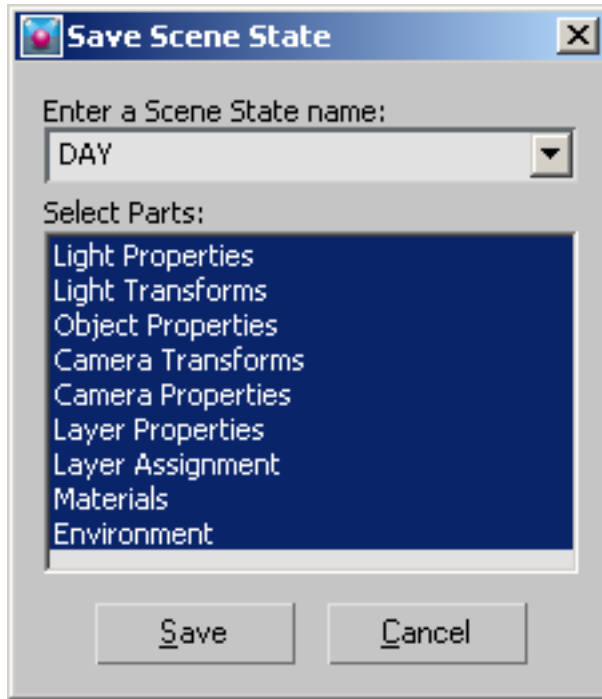 Save Scene State
Enter a Scene State name:
DAY
Select Parts:
Light Properties
Light Transforms
Object Properties
Camera Transforms
Camera Properties
Layer Properties
Layer Assignment
Materials
Environment
Save Cancel